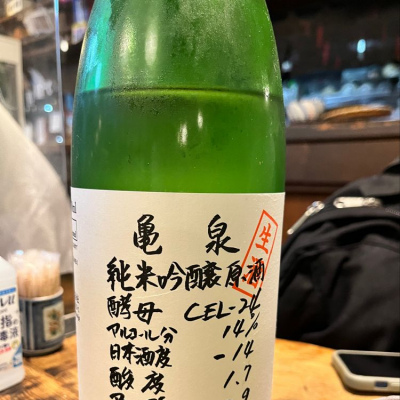 亀泉
生酒
純米吟醸原酒
酵母 CEL-24
アルコール分 14%
日本酒度 -14
酸度 1.7